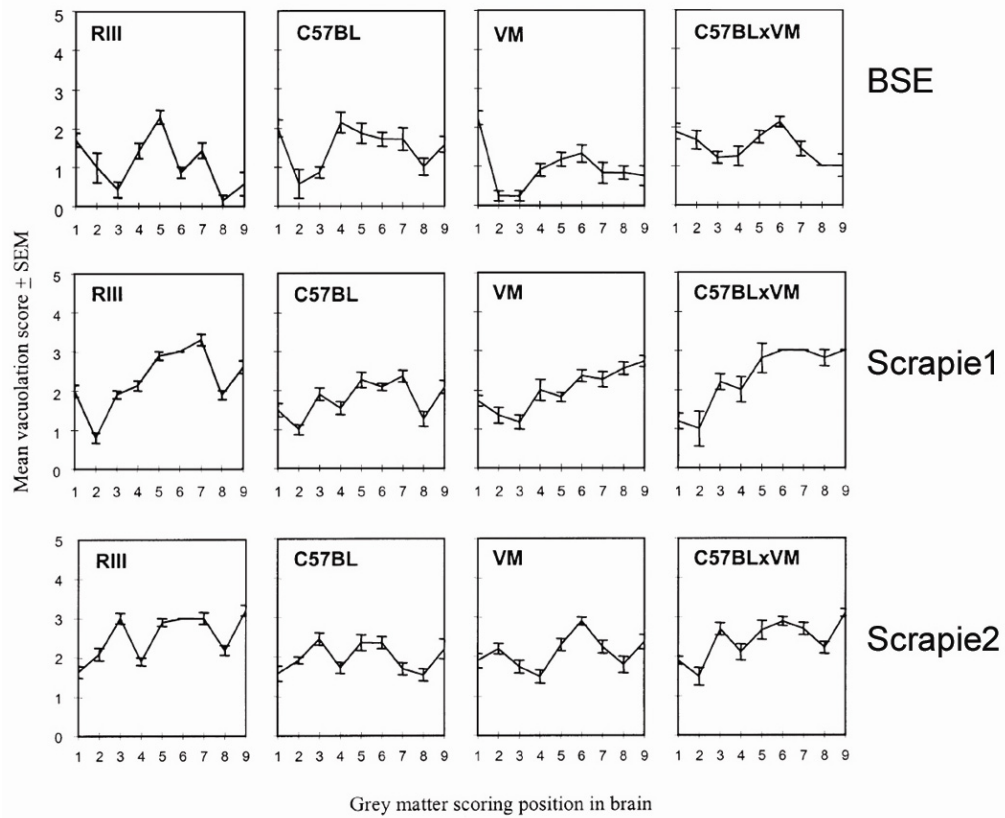 RIII C57BL VM C57BLxVM BSE
5
4
3
2
1
0
1 2 3 4 5 6 7 8 9 1 2 3 4 5 6 7 8 9 1 2 3 4 5 6 7 8 9 1 2 3 4 5 6 7 8 9
Mean vacuolation score ± SEM
RIII C57BL VM C57BLxVM Scrapie1
5
4
3
2
1
0
1 2 3 4 5 6 7 8 9 1 2 3 4 5 6 7 8 9 1 2 3 4 5 6 7 8 9 1 2 3 4 5 6 7 8 9
RIII C57BL VM C57BLxVM Scrapie2
5
4
3
2
1
0
1 2 3 4 5 6 7 8 9 1 2 3 4 5 6 7 8 9 1 2 3 4 5 6 7 8 9 1 2 3 4 5 6 7 8 9
Grey matter scoring position in brain